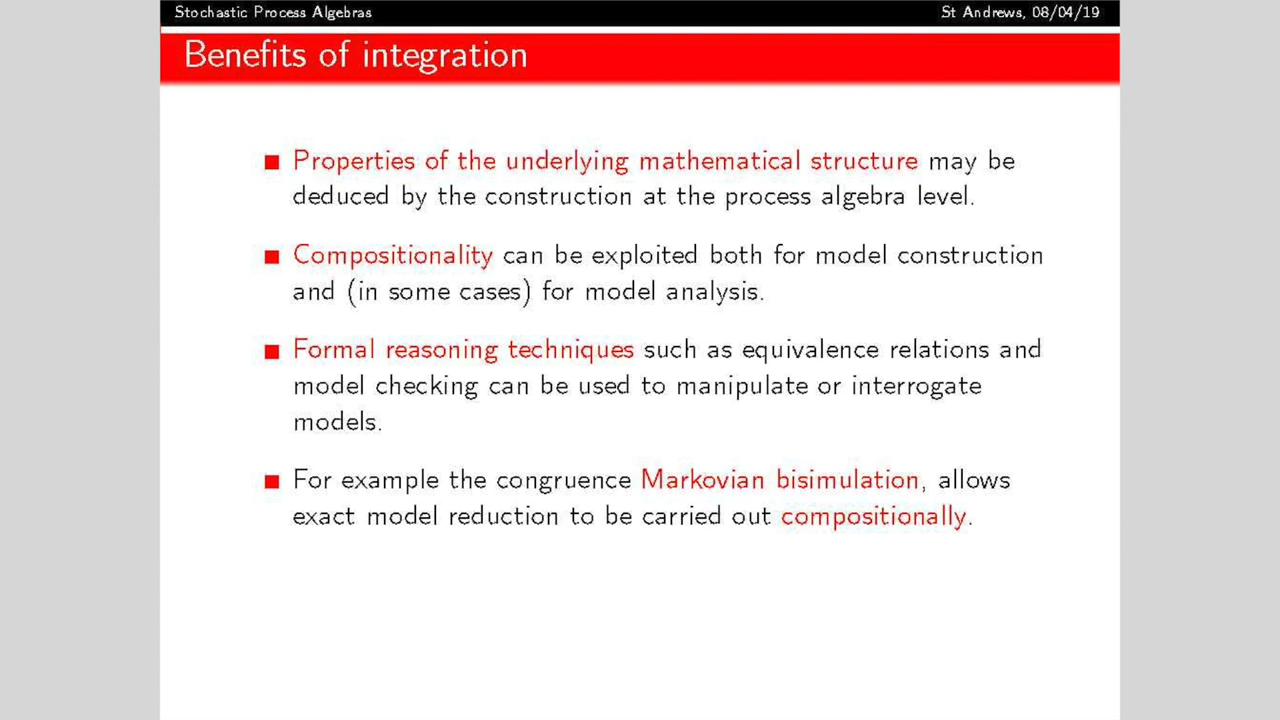 Stochastic Process Algebras
St Andrews, 08/04/19
Benefits of integration
Properties of the underlying mathematical structure may be
deduced by the construction at the process algebra level.
Compositionality can be exploited both for model construction
and (in some cases) for model analysis.
Formal reasoning techniques such as equivalence relations and
model checking can be used to manipulate or interrogate
models.
For example the congruence Markovian bisimulation, allows
exact model reduction to be carried out compositionally.